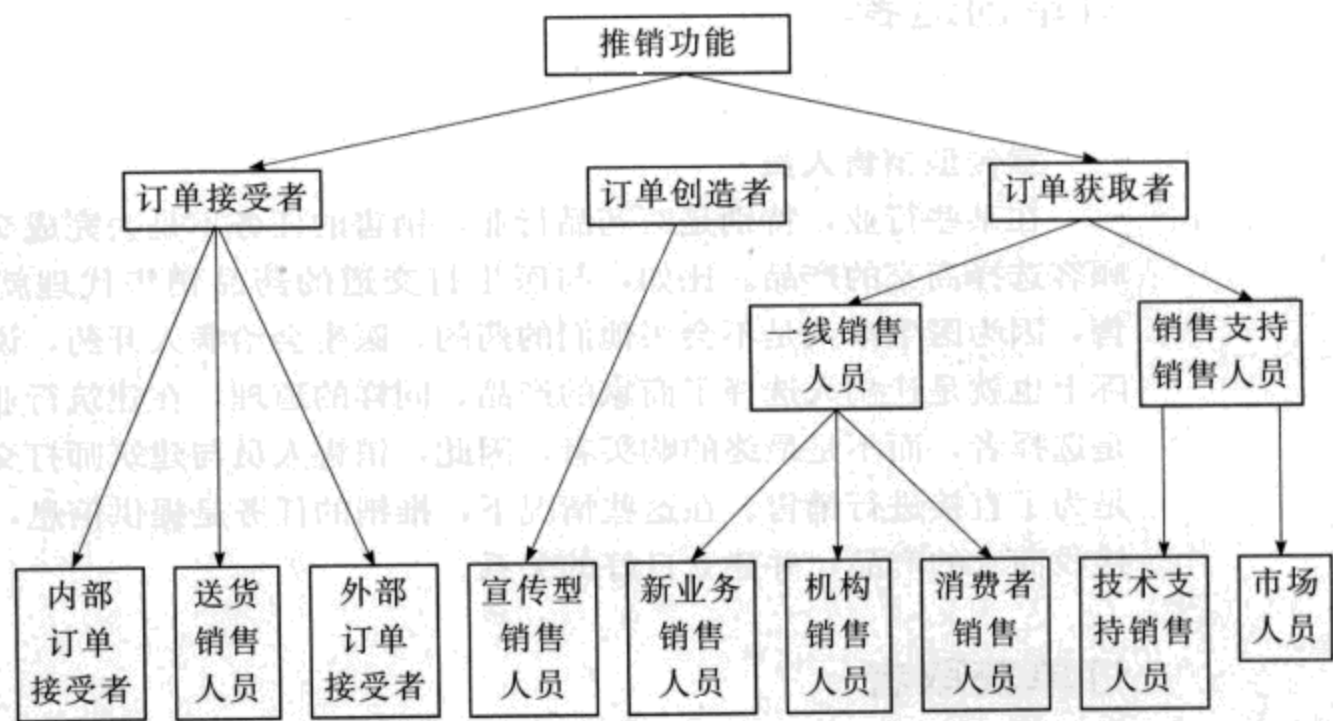 推销功能
订单接受者
订单创造者
订单获取者
一线销售
人员
销售支持
销售人员
内部
订单
接受者
送货
销售
人员
外部
订单
接受者
宣传型
销售
人员
新业务
销售
人员
机构
销售
人员
消费者
销售
人员
技术支
持销售
人员
市场
人员